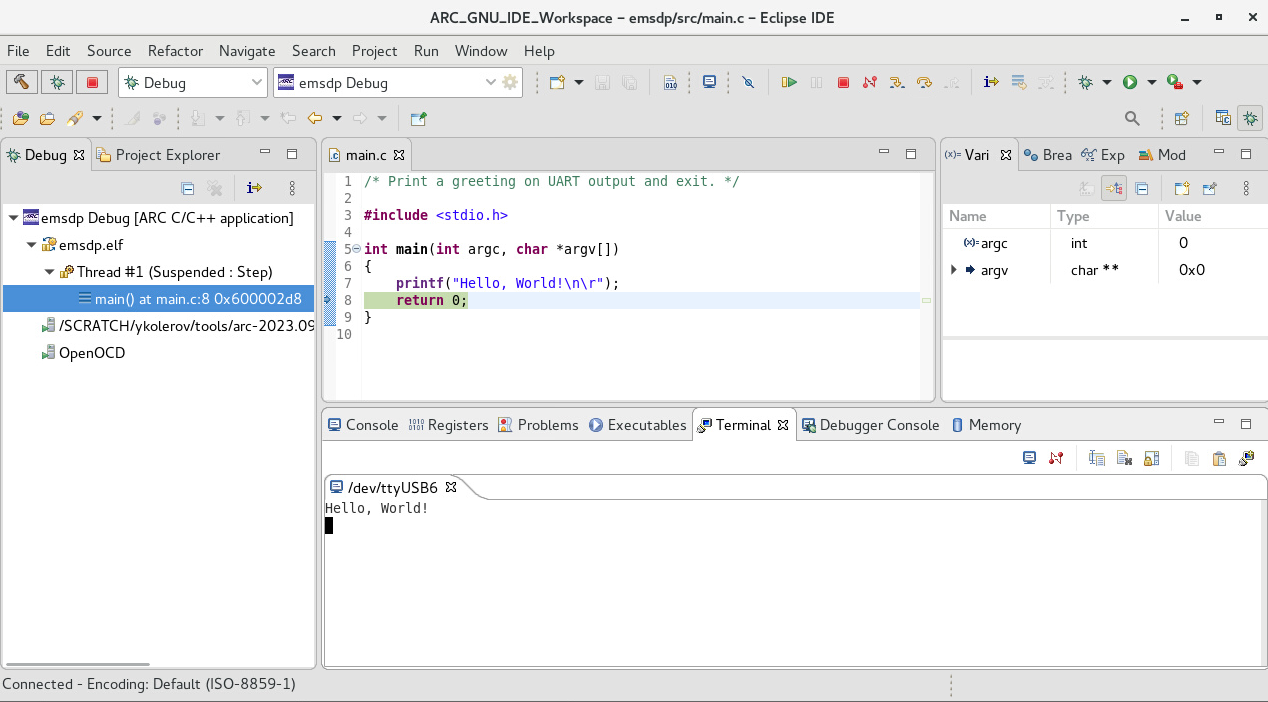 ARC_GNU_IDE_Workspace – emsdp/src/main.c – Eclipse IDE
File Edit Source Refactor Navigate Search Project Run Window Help
Debug
emsdp Debug
Debug
Project Explorer
emsdp Debug [ARC C/C++ application]
emsdp.elf
Thread #1 (Suspended : Step)
main() at main.c:8 0x600002d8
/SCRATCH/ykolerov/tools/arc-2023.09
OpenOCD
main.c
1 /* Print a greeting on UART output and exit. */
2
3 #include <stdio.h>
4
5 int main(int argc, char *argv[])
6 {
7 printf("Hello, World!\n\r");
8 return 0;
9 }
10
(x)= Vari Brea Exp Mod
Name Type Value
(x)= argc int 0
argv char ** 0x0
Console Registers Problems Executables Terminal Debugger Console Memory
/dev/ttyUSB6
Hello, World!
Connected - Encoding: Default (ISO-8859-1)